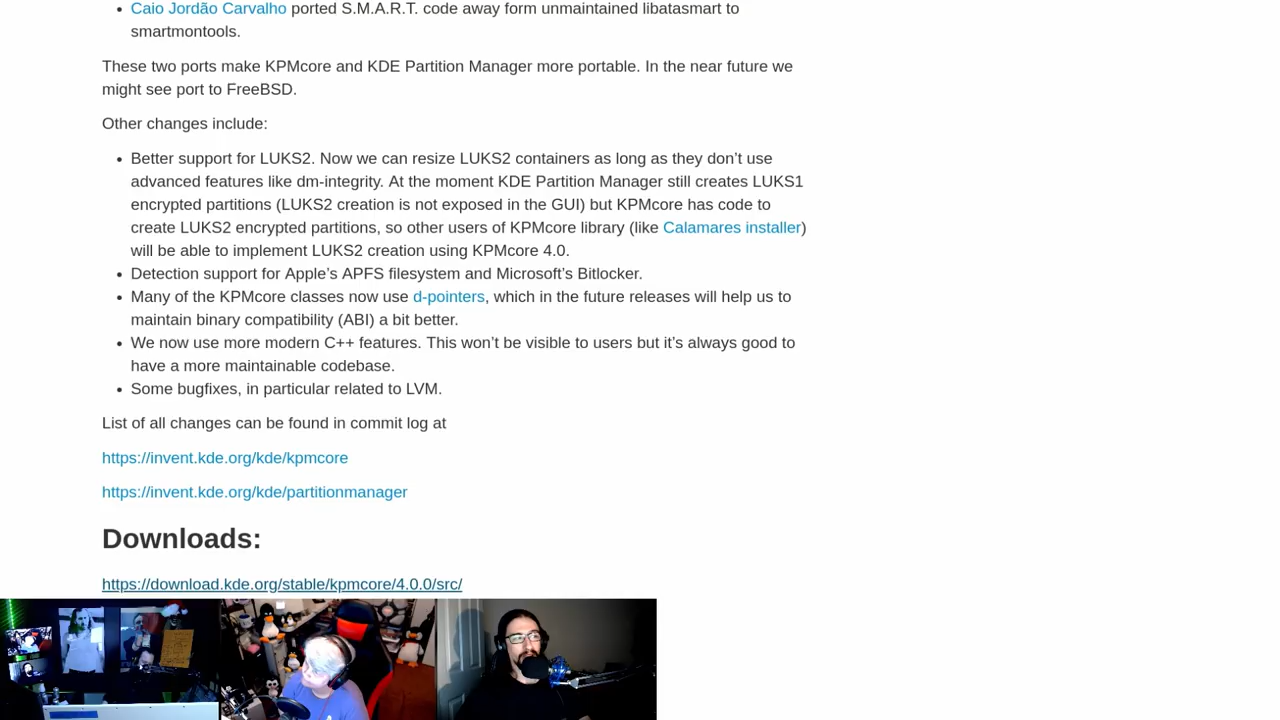 • Caio Jordão Carvalho ported S.M.A.R.T. code away form unmaintained libatasmart to
smartmontools.
These two ports make KPMcore and KDE Partition Manager more portable. In the near future we
might see port to FreeBSD.
Other changes include:
• Better support for LUKS2. Now we can resize LUKS2 containers as long as they don’t use
advanced features like dm-integrity. At the moment KDE Partition Manager still creates LUKS1
encrypted partitions (LUKS2 creation is not exposed in the GUI) but KPMcore has code to
create LUKS2 encrypted partitions, so other users of KPMcore library (like Calamares installer)
will be able to implement LUKS2 creation using KPMcore 4.0.
• Detection support for Apple’s APFS filesystem and Microsoft’s Bitlocker.
• Many of the KPMcore classes now use d-pointers, which in the future releases will help us to
maintain binary compatibility (ABI) a bit better.
• We now use more modern C++ features. This won’t be visible to users but it’s always good to
have a more maintainable codebase.
• Some bugfixes, in particular related to LVM.
List of all changes can be found in commit log at
https://invent.kde.org/kde/kpmcore
https://invent.kde.org/kde/partitionmanager
Downloads:
https://download.kde.org/stable/kpmcore/4.0.0/src/